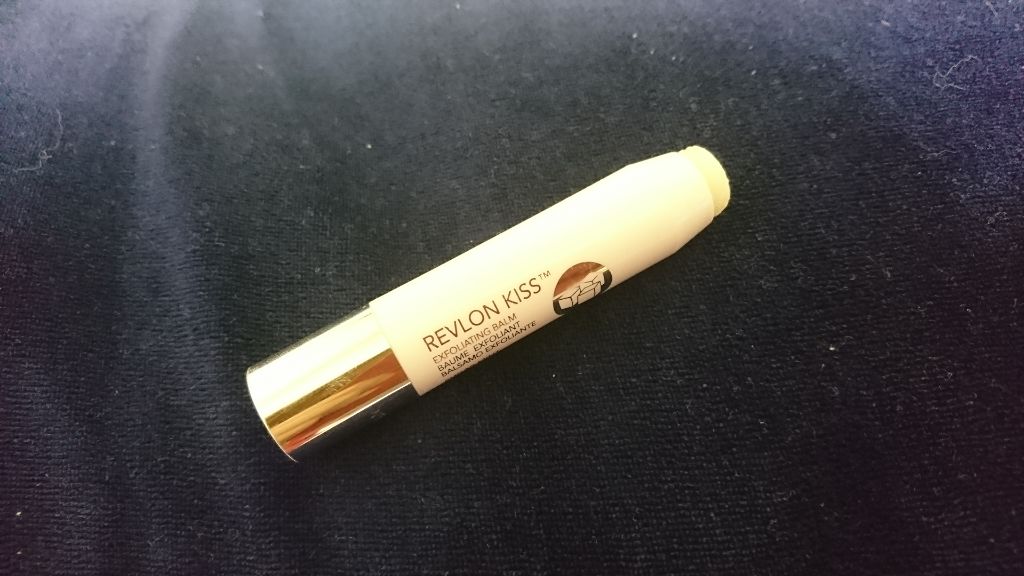 REVLON KISS™
EXFOLIATING BALM
BAUME EXFOLIANT
BALSAMO EXFOLIANTE